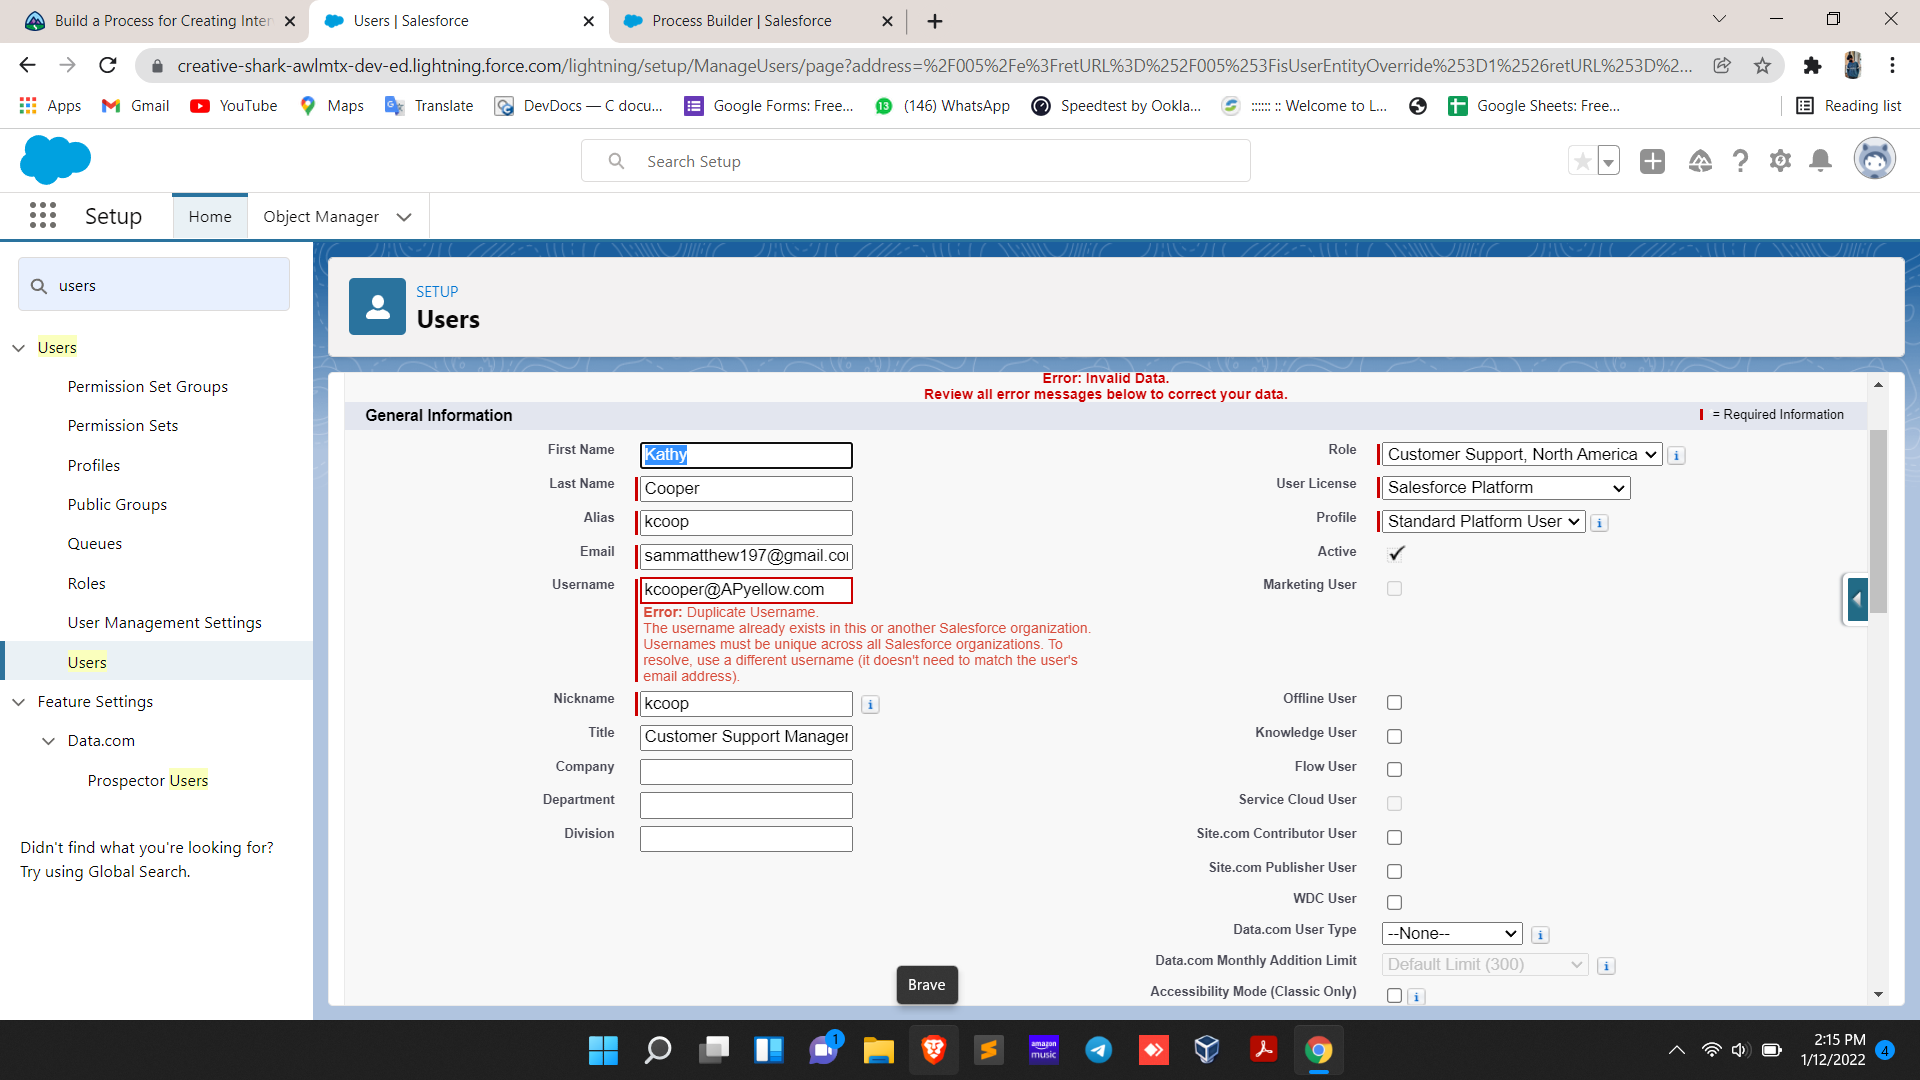 Build a Process for Creating Inter
Users | Salesforce
Process Builder | Salesforce
creative-shark-awlmtx-dev-ed.lightning.force.com/lightning/setup/ManageUsers/page?address=%2F005%2Fe%3FretURL%3D%252F005%253FisUserEntityOverride%253D1%2526retURL%253D%2...
Apps
Gmail
YouTube
Maps
Translate
DevDocs — C docu...
Google Forms: Free...
(146) WhatsApp
Speedtest by Ookla...
:::::: :: Welcome to L...
Google Sheets: Free...
Reading list
Search Setup
Setup
Home
Object Manager
users
Users
Permission Set Groups
Permission Sets
Profiles
Public Groups
Queues
Roles
User Management Settings
Users
Feature Settings
Data.com
Prospector Users
Didn't find what you're looking for?
Try using Global Search.
SETUP
Users
Error: Invalid Data.
Review all error messages below to correct your data.
General Information
= Required Information
First Name
Kathy
Last Name
Cooper
Alias
kcoop
Email
sammatthew197@gmail.co
Username
kcooper@APyellow.com
Error: Duplicate Username.
The username already exists in this or another Salesforce organization.
Usernames must be unique across all Salesforce organizations. To
resolve, use a different username (it doesn't need to match the user's
email address).
Nickname
kcoop
Title
Customer Support Manager
Company
Department
Division
Role
Customer Support, North America
User License
Salesforce Platform
Profile
Standard Platform User
Active
Marketing User
Offline User
Knowledge User
Flow User
Service Cloud User
Site.com Contributor User
Site.com Publisher User
WDC User
Data.com User Type
--None--
Data.com Monthly Addition Limit
Default Limit (300)
Accessibility Mode (Classic Only)
Brave
1
amazon
music
2:15 PM
1/12/2022
4